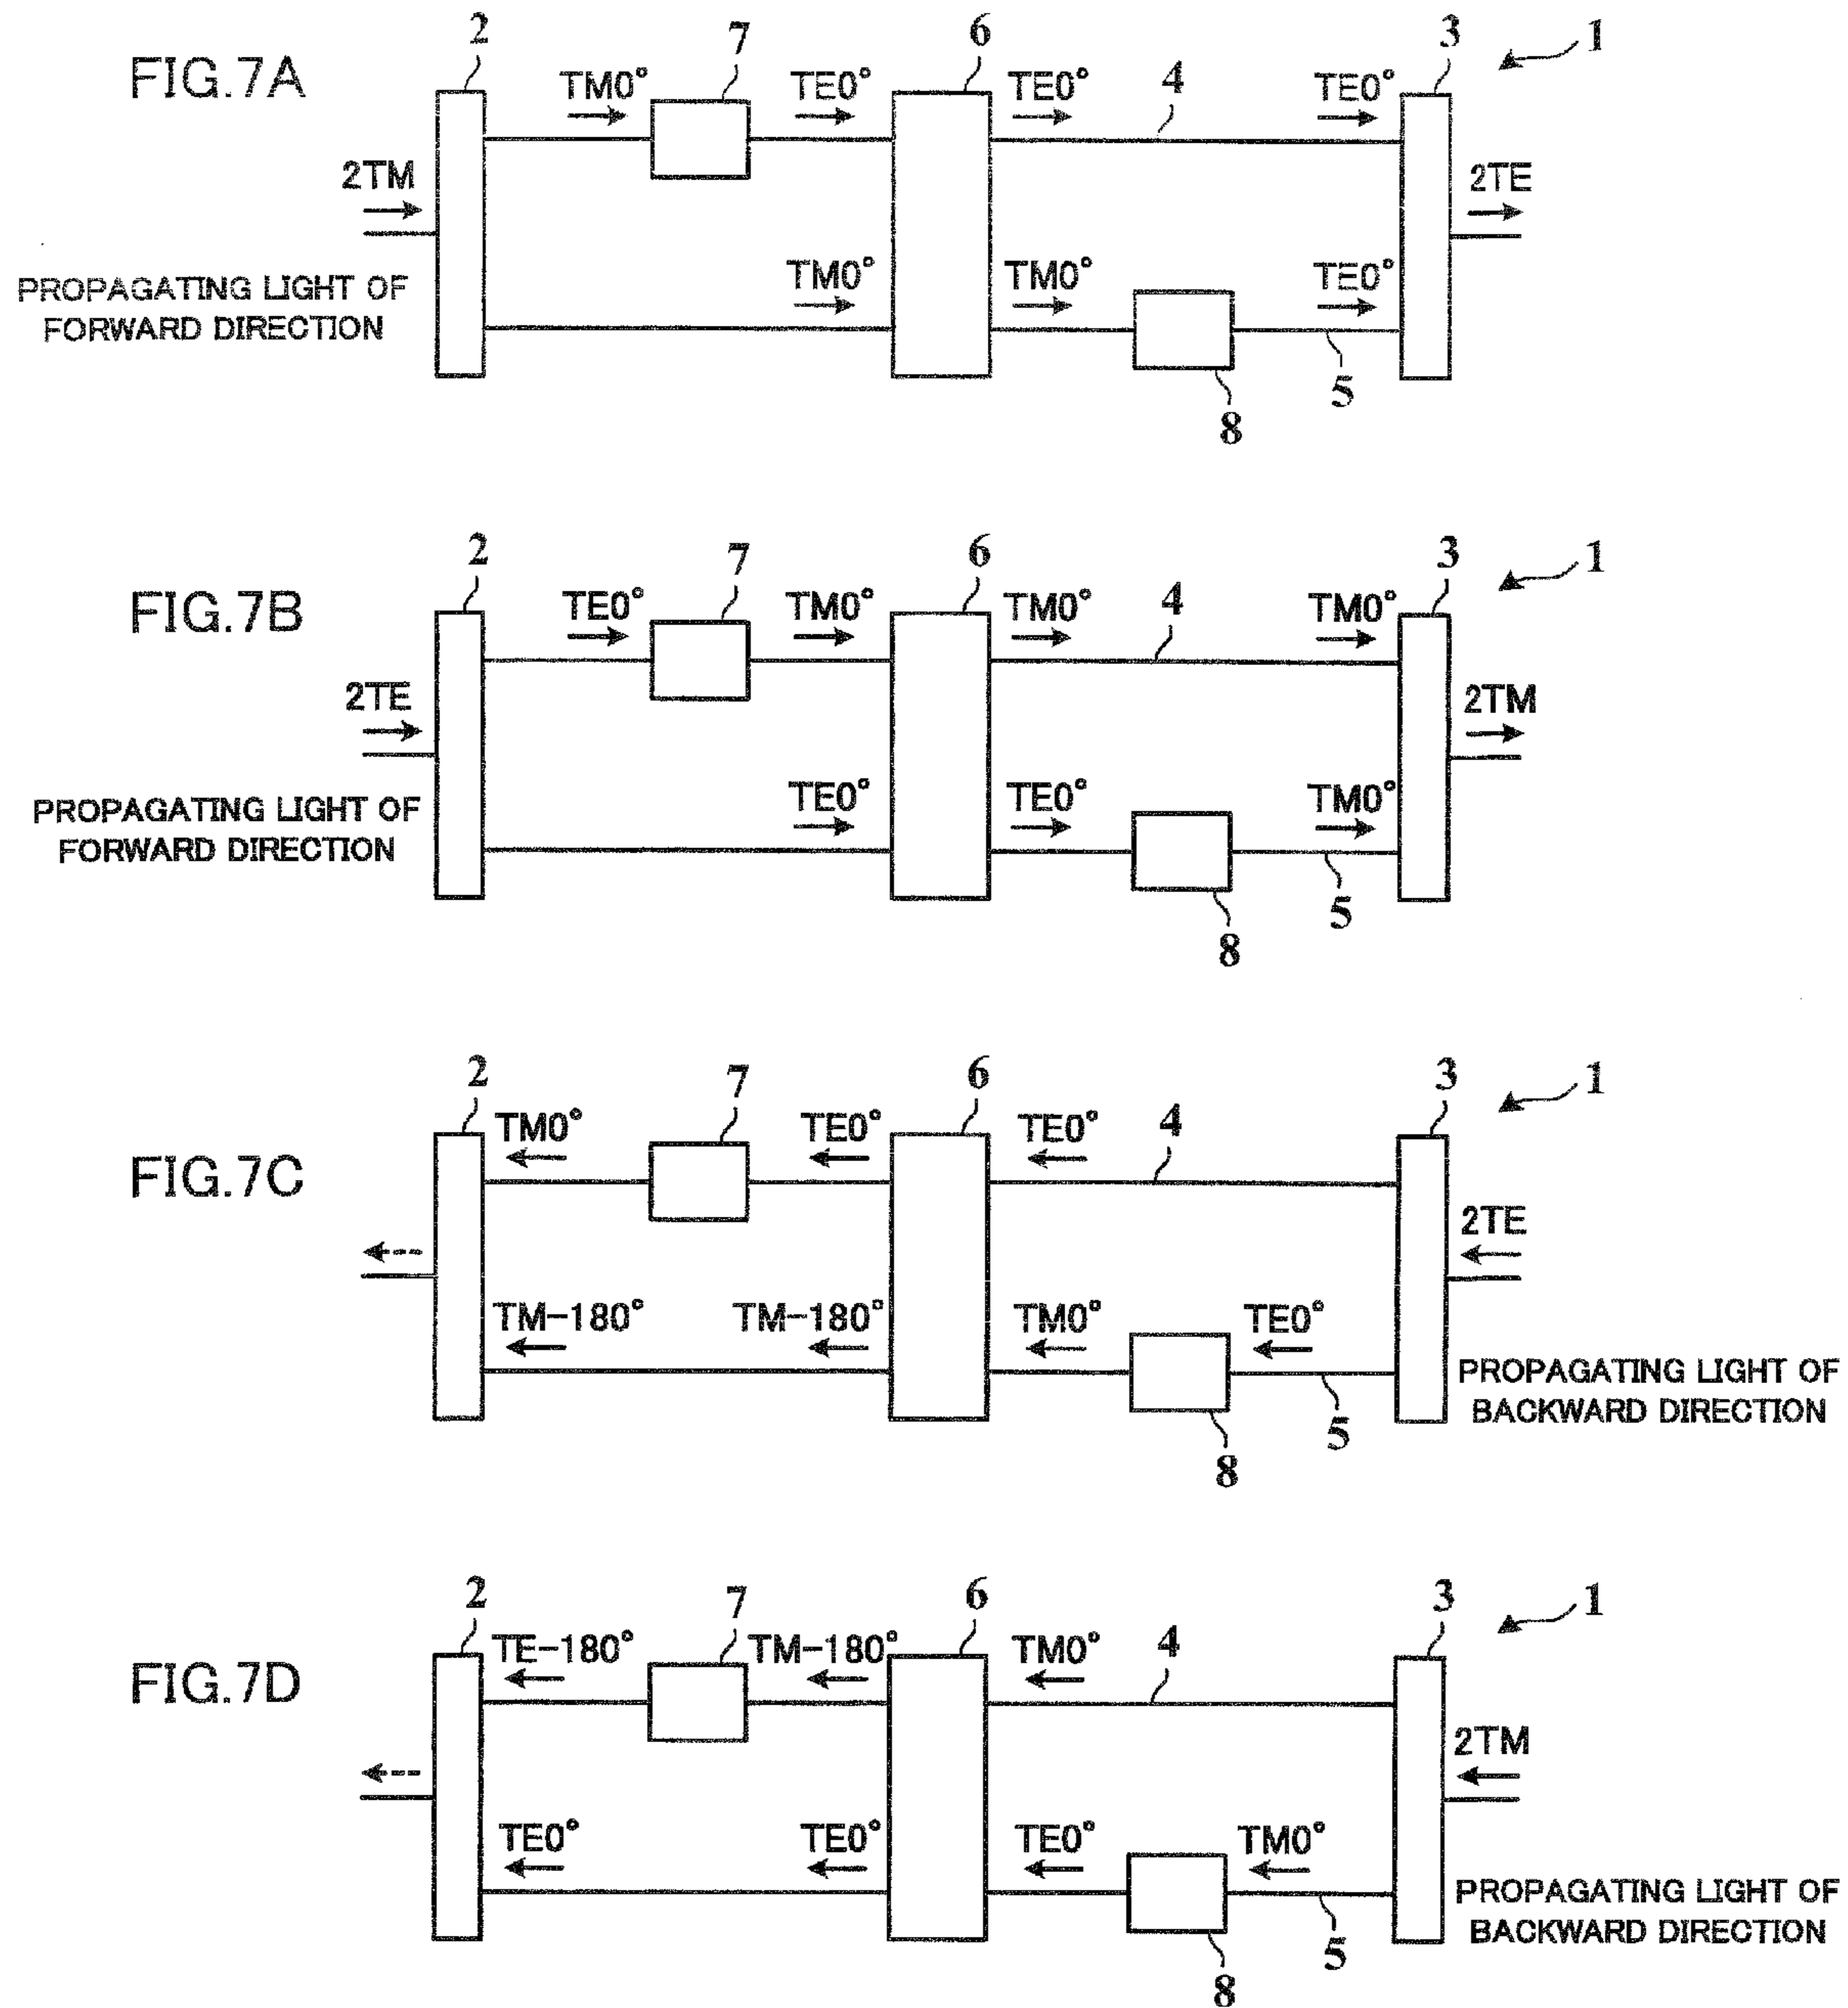 FIG.7A
2
7
6
3
1
TM0°
TE0°
TE0°
4
TE0°
2TM
2TE
PROPAGATING LIGHT OF
FORWARD DIRECTION
TM0°
TM0°
TE0°
5
8
FIG.7B
2
7
6
3
1
TE0°
TM0°
TM0°
4
TM0°
2TE
2TM
PROPAGATING LIGHT OF
FORWARD DIRECTION
TE0°
TE0°
TM0°
5
8
FIG.7C
2
7
6
3
1
TM0°
TE0°
TE0°
4
2TE
TM-180°
TM-180°
TM0°
TE0°
PROPAGATING LIGHT OF
BACKWARD DIRECTION
5
8
FIG.7D
2
7
6
3
1
TE-180°
TM-180°
TM0°
4
2TM
TE0°
TE0°
TE0°
TM0°
PROPAGATING LIGHT OF
BACKWARD DIRECTION
5
8